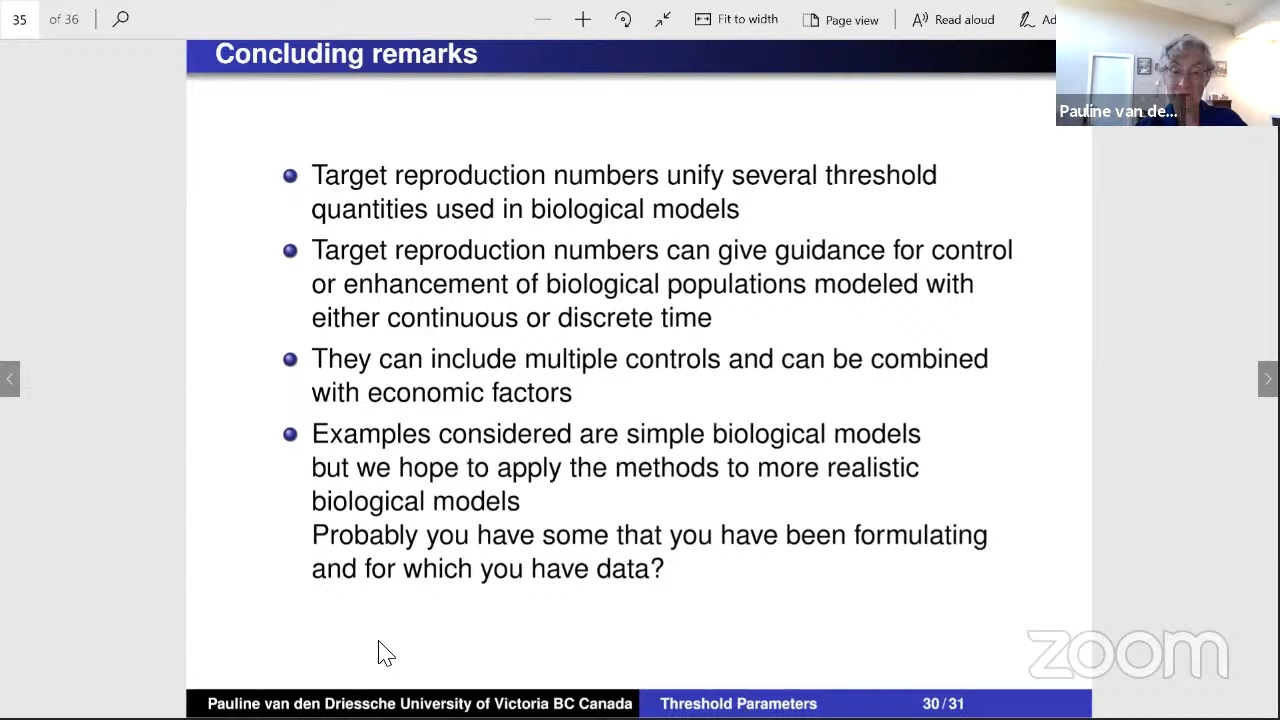 35 of 36 Fit to width Page view Read aloud Ad
Concluding remarks
Pauline van de...
Target reproduction numbers unify several threshold
quantities used in biological models
Target reproduction numbers can give guidance for control
or enhancement of biological populations modeled with
either continuous or discrete time
They can include multiple controls and can be combined
with economic factors
Examples considered are simple biological models
but we hope to apply the methods to more realistic
biological models
Probably you have some that you have been formulating
and for which you have data?
zoom
Pauline van den Driessche University of Victoria BC Canada Threshold Parameters 30/31